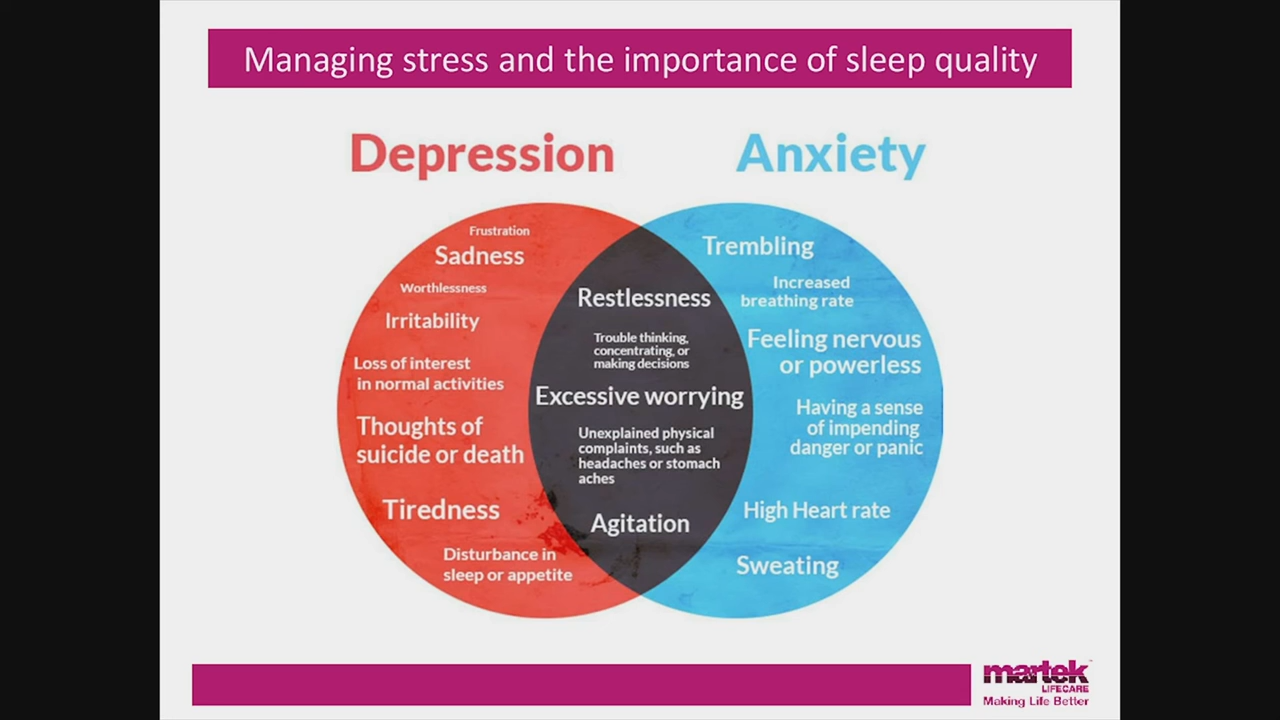 Managing stress and the importance of sleep quality
Depression
Anxiety
Frustration
Sadness
Worthlessness
Irritability
Loss of interest
in normal activities
Thoughts of
suicide or death
Tiredness
Disturbance in
sleep or appetite
Restlessness
Trouble thinking,
concentrating, or
making decisions
Excessive worrying
Unexplained physical
complaints, such as
headaches or stomach
aches
Agitation
Trembling
Increased
breathing rate
Feeling nervous
or powerless
Having a sense
of impending
danger or panic
High Heart rate
Sweating
martek
LIFECARE
Making Life Better